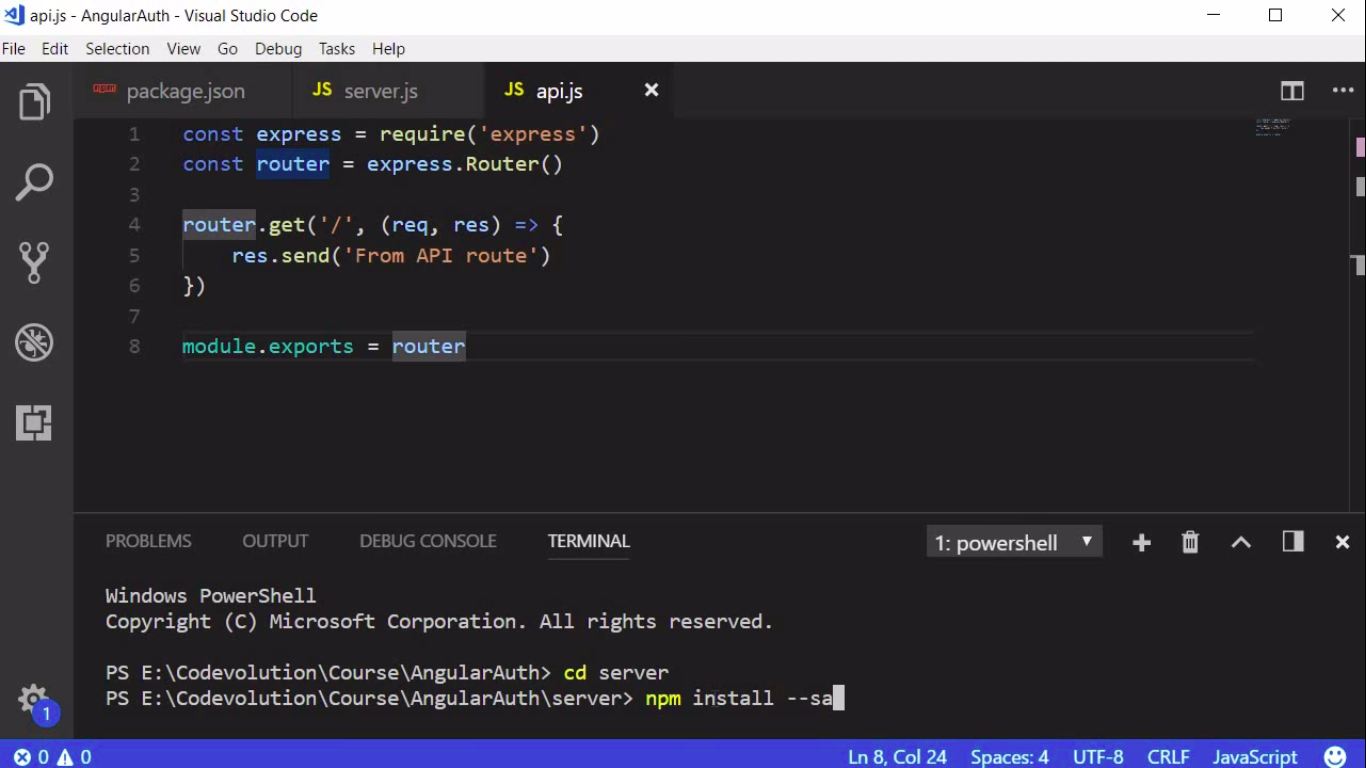 api.js - AngularAuth - Visual Studio Code
File Edit Selection View Go Debug Tasks Help
npm package.json JS server.js JS api.js
1 const express = require('express')
2 const router = express.Router()
3
4 router.get('/', (req, res) => {
5 res.send('From API route')
6 })
7
8 module.exports = router
PROBLEMS OUTPUT DEBUG CONSOLE TERMINAL 1: powershell
Windows PowerShell
Copyright (C) Microsoft Corporation. All rights reserved.
PS E:\Codevolution\Course\AngularAuth> cd server
PS E:\Codevolution\Course\AngularAuth\server> npm install --sa
1
0 0 Ln 8, Col 24 Spaces: 4 UTF-8 CRLF JavaScript